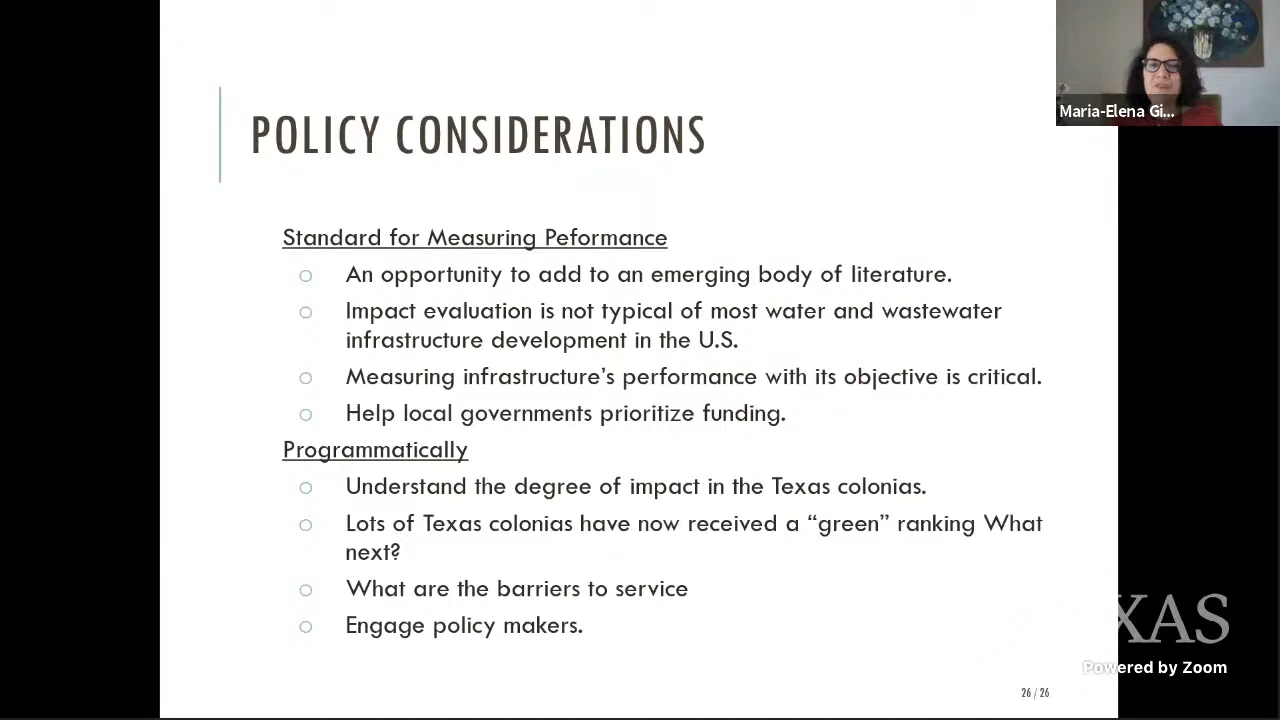 Maria-Elena Gi...
POLICY CONSIDERATIONS
Standard for Measuring Peformance
o An opportunity to add to an emerging body of literature.
o Impact evaluation is not typical of most water and wastewater
infrastructure development in the U.S.
o Measuring infrastructure’s performance with its objective is critical.
o Help local governments prioritize funding.
Programmatically
o Understand the degree of impact in the Texas colonias.
o Lots of Texas colonias have now received a “green” ranking What
next?
o What are the barriers to service
o Engage policy makers.
XAS
Powered by Zoom
26 / 26